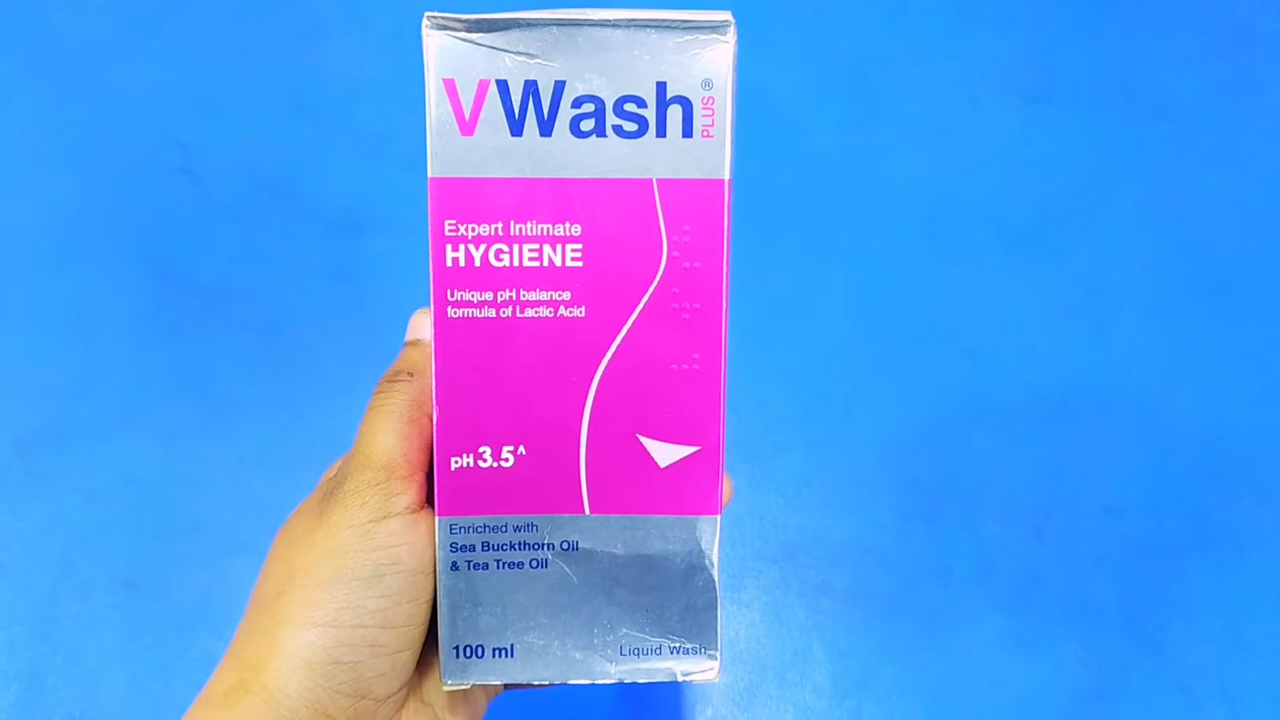 VWash PLUS®
Expert Intimate
HYGIENE
Unique pH balance
formula of Lactic Acid
pH 3.5^
Enriched with
Sea Buckthorn Oil
& Tea Tree Oil
100 ml
Liquid Wash